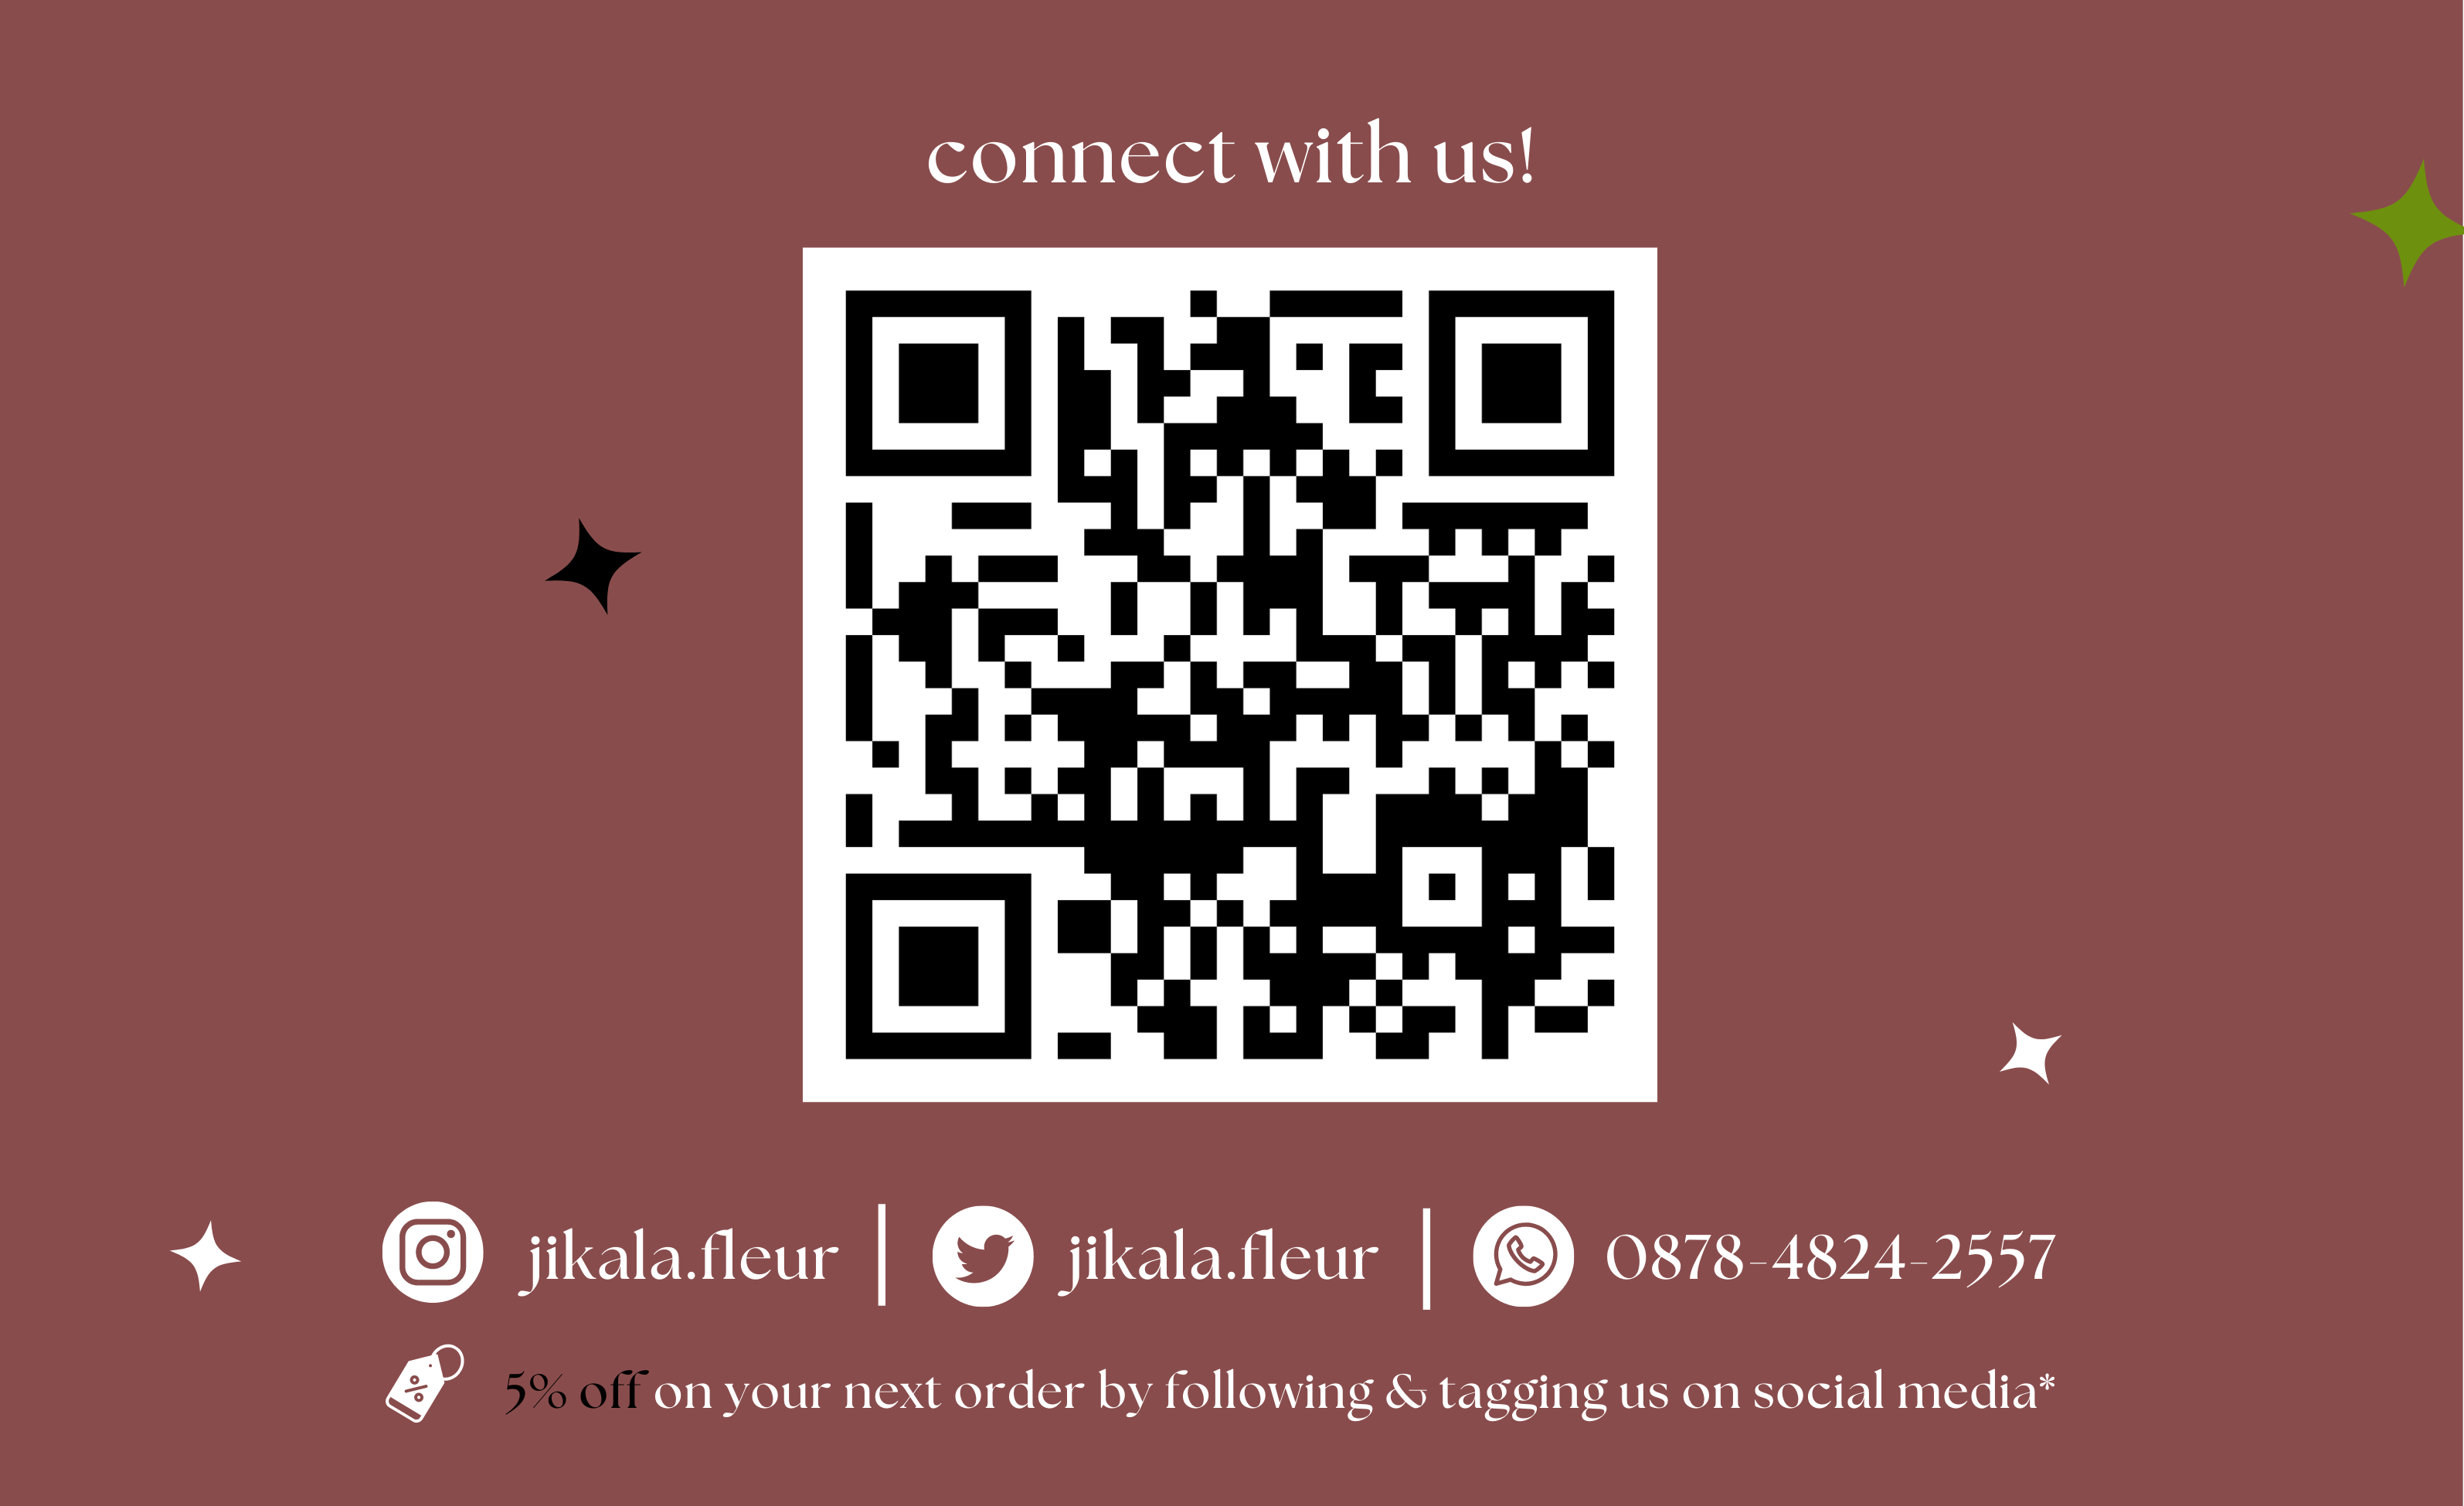 connect with us!
jikala.fleur | jikala.fleur | 0878-4824-2557
5% off on your next order by following & tagging us on social media*